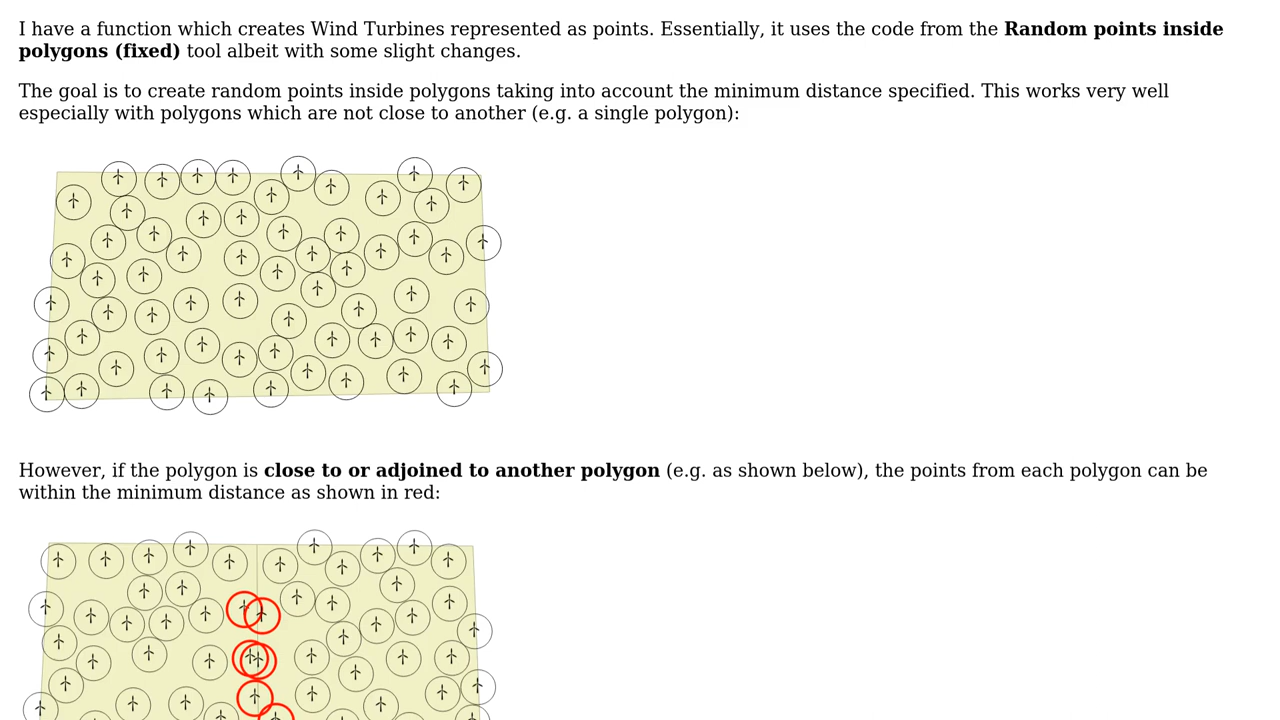 I have a function which creates Wind Turbines represented as points. Essentially, it uses the code from the Random points inside
polygons (fixed) tool albeit with some slight changes.
The goal is to create random points inside polygons taking into account the minimum distance specified. This works very well
especially with polygons which are not close to another (e.g. a single polygon):
However, if the polygon is close to or adjoined to another polygon (e.g. as shown below), the points from each polygon can be
within the minimum distance as shown in red: